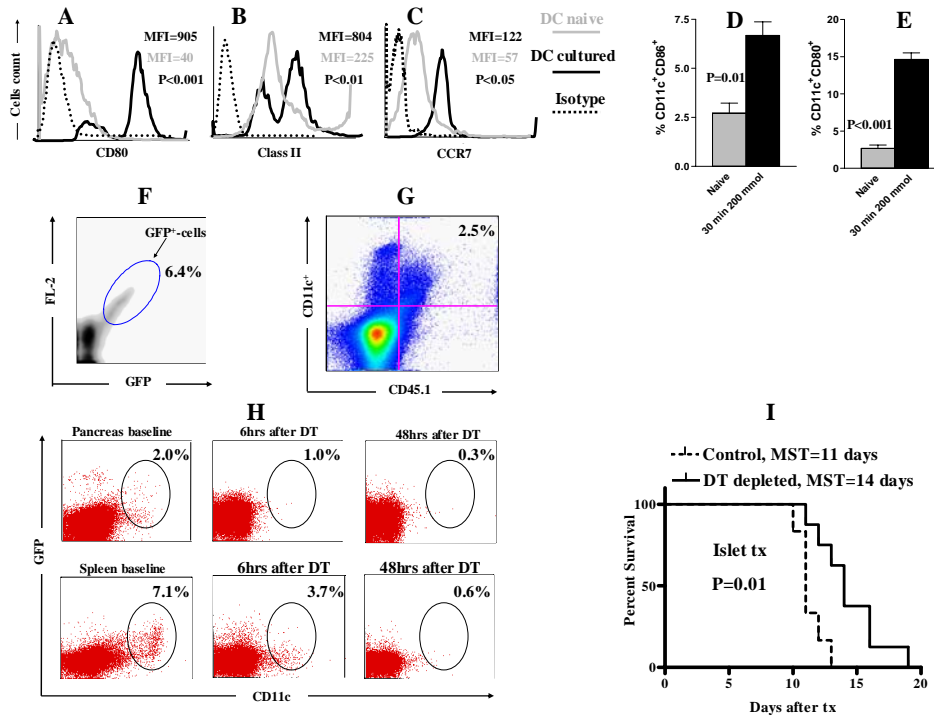 A
B
C
D
E
Cells count
MFI=905
MFI=40
P<0.001
CD80
MFI=804
MFI=225
P<0.01
Class II
MFI=122
MFI=57
P<0.05
CCR7
DC naive
DC cultured
Isotype
% CD11c+ CD86+
7.5
5.0
2.5
0.0
P=0.01
Naive
30 min 200 mmol
% CD11c+ CD80+
20
15
10
5
0
P<0.001
Naive
30 min 200 mmol
F
GFP+-cells
6.4%
FL-2
GFP
G
2.5%
CD11c+
CD45.1
H
Pancreas baseline
2.0%
6hrs after DT
1.0%
48hrs after DT
0.3%
GFP
Spleen baseline
7.1%
6hrs after DT
3.7%
48hrs after DT
0.6%
CD11c
I
Control, MST=11 days
DT depleted, MST=14 days
Percent Survival
100
50
0
Islet tx
P=0.01
0
5
10
15
20
Days after tx